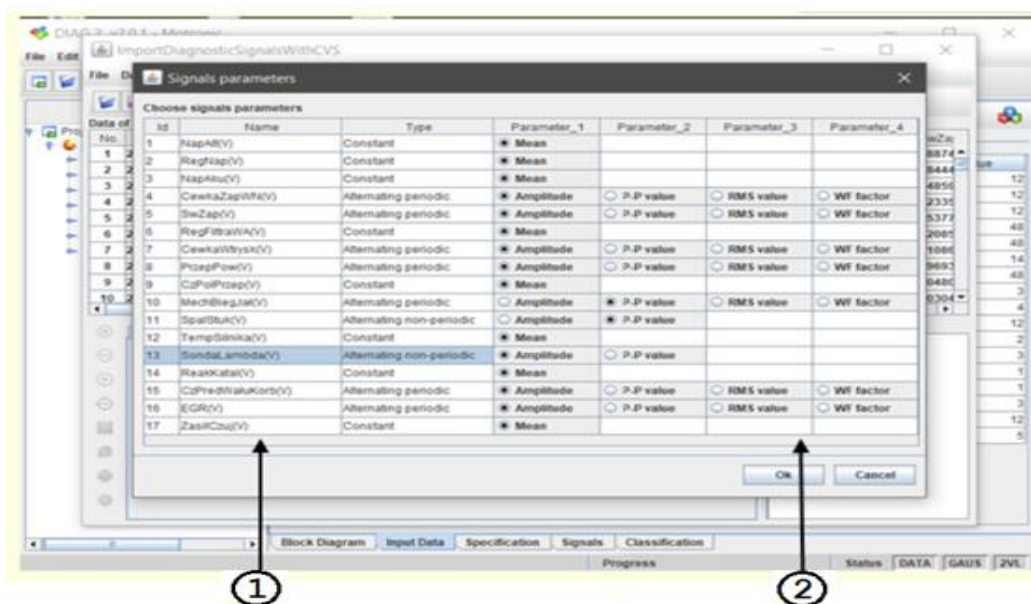 DIAG 2 v2.0.1 - Motronic
File Edit
ImportDiagnosticSignalsWithCVS
File
Signals parameters
Choose signals parameters
Data of
No.
Id Name Type Parameter_1 Parameter_2 Parameter_3 Parameter_4
1 NapAlt(V) Constant Mean
2 RegNap(V) Constant Mean
3 NapAku(V) Constant Mean
4 CewkaZapWN(V) Alternating periodic Amplitude P-P value RMS value WF factor
5 SwZap(V) Alternating periodic Amplitude P-P value RMS value WF factor
6 RegFiltraWA(V) Constant Mean
7 CewkaWtrysk(V) Alternating periodic Amplitude P-P value RMS value WF factor
8 PrzepPow(V) Alternating periodic Amplitude P-P value RMS value WF factor
9 CzPolPrzep(V) Constant Mean
10 MechBiegJał(V) Alternating periodic Amplitude P-P value RMS value WF factor
11 SpalStuk(V) Alternating non-periodic Amplitude P-P value
12 TempSilnika(V) Constant Mean
13 SondaLambda(V) Alternating non-periodic Amplitude P-P value
14 ReakKatal(V) Constant Mean
15 CzPredWałuKorb(V) Alternating periodic Amplitude P-P value RMS value WF factor
16 EGR(V) Alternating periodic Amplitude P-P value RMS value WF factor
17 ZasilCzuj(V) Constant Mean
Ok Cancel
Block Diagram Input Data Specification Signals Classification
Progress Status DATA GAUS 2VL
1 2